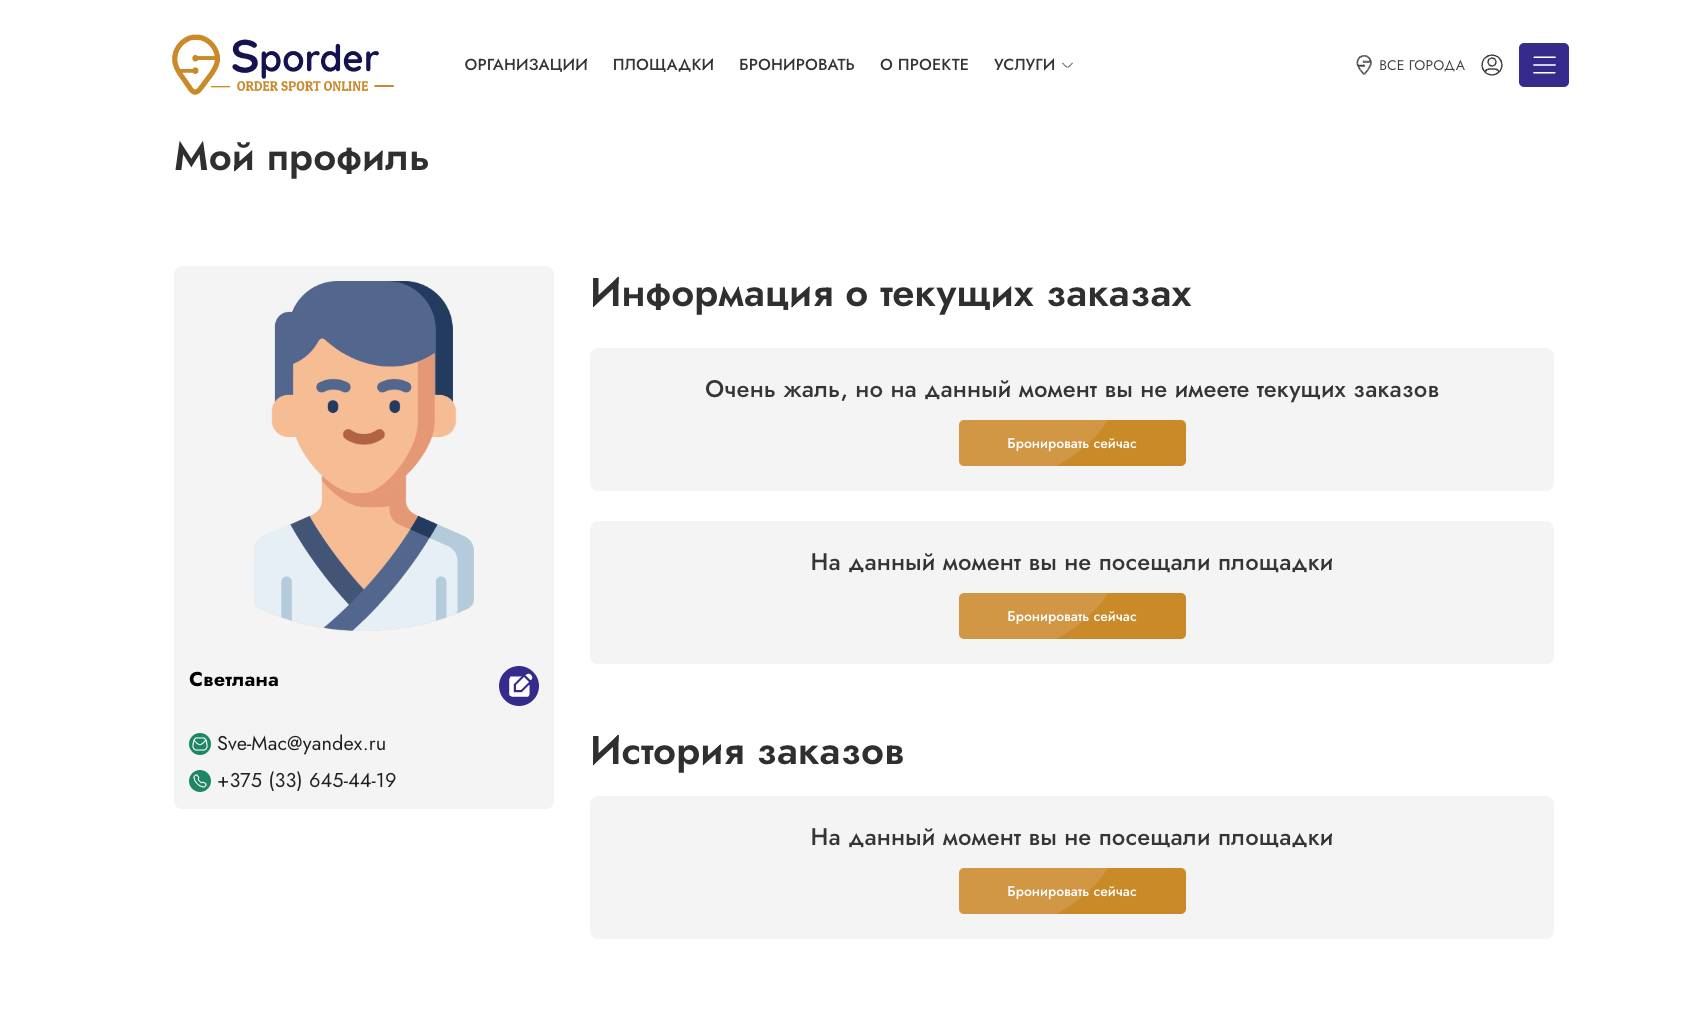 Sporder
ORDER SPORT ONLINE
ОРГАНИЗАЦИИ ПЛОЩАДКИ БРОНИРОВАТЬ О ПРОЕКТЕ УСЛУГИ
ВСЕ ГОРОДА
Мой профиль
Светлана
Sve-Mac@yandex.ru
+375 (33) 645-44-19
Информация о текущих заказах
Очень жаль, но на данный момент вы не имеете текущих заказов
Бронировать сейчас
На данный момент вы не посещали площадки
Бронировать сейчас
История заказов
На данный момент вы не посещали площадки
Бронировать сейчас